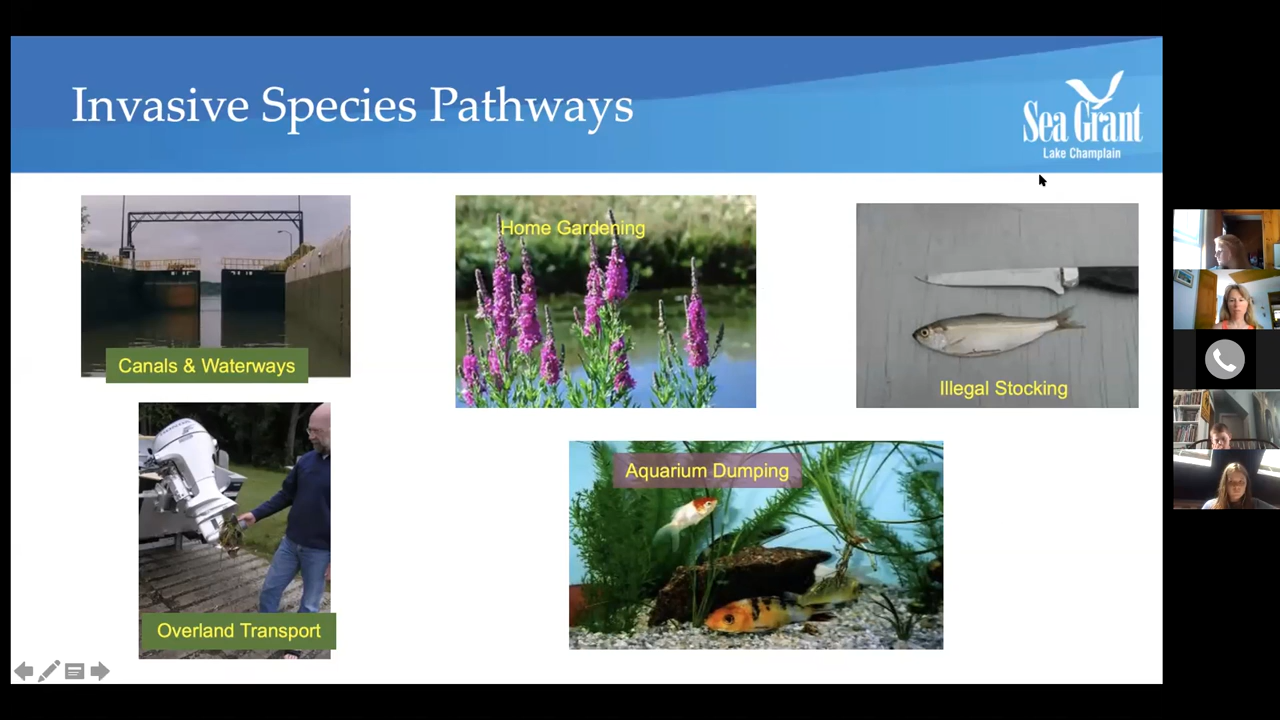 Invasive Species Pathways
Sea Grant
Lake Champlain
Canals & Waterways
Home Gardening
Illegal Stocking
Overland Transport
Aquarium Dumping